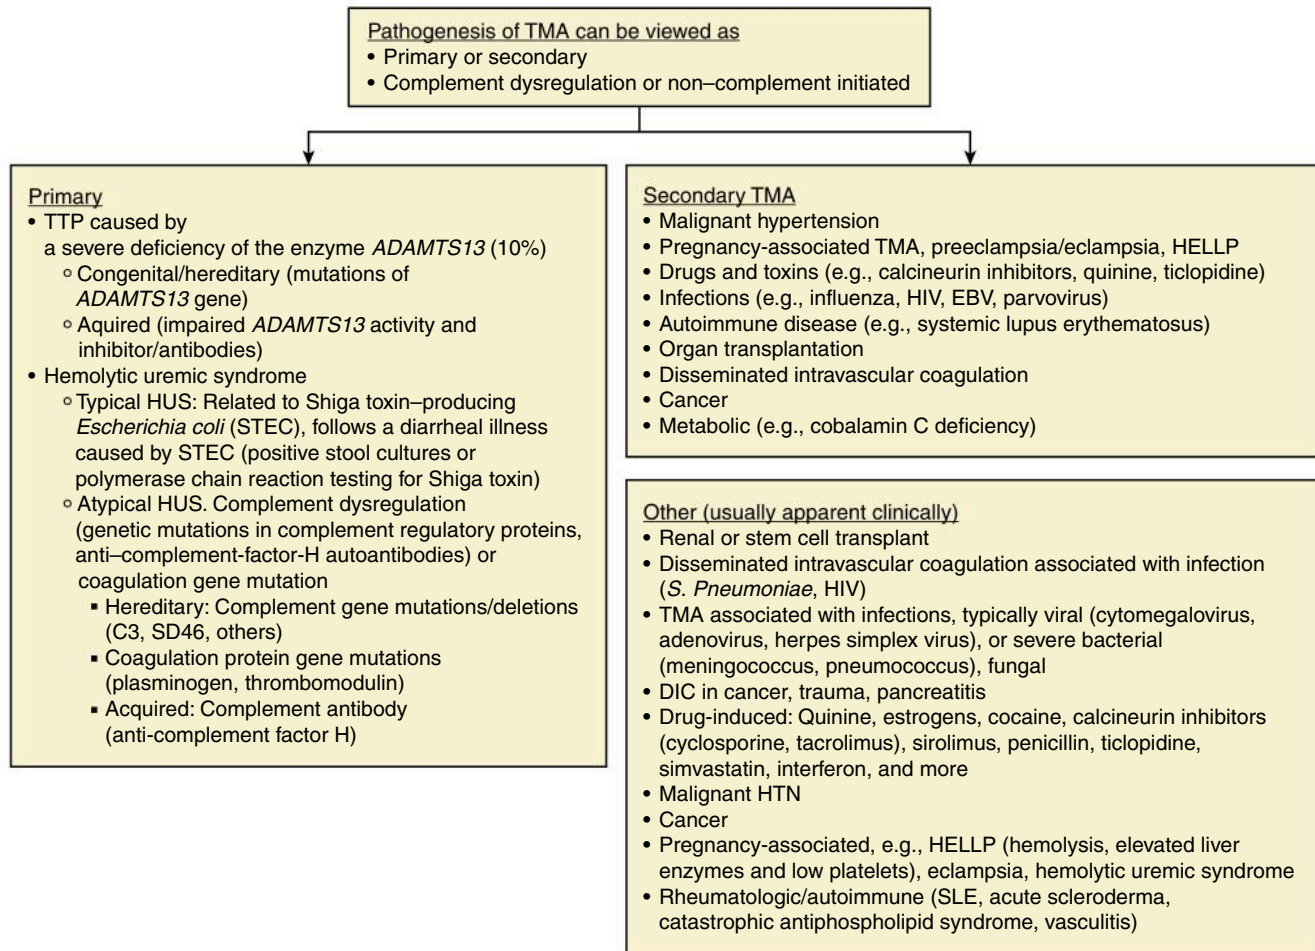 Pathogenesis of TMA can be viewed as
• Primary or secondary
• Complement dysregulation or non–complement initiated
Primary
• TTP caused by
a severe deficiency of the enzyme ADAMTS13 (10%)
Congenital/hereditary (mutations of
ADAMTS13 gene)
Aquired (impaired ADAMTS13 activity and
inhibitor/antibodies)
• Hemolytic uremic syndrome
Typical HUS: Related to Shiga toxin–producing
Escherichia coli (STEC), follows a diarrheal illness
caused by STEC (positive stool cultures or
polymerase chain reaction testing for Shiga toxin)
Atypical HUS. Complement dysregulation
(genetic mutations in complement regulatory proteins,
anti–complement-factor-H autoantibodies) or
coagulation gene mutation
▪ Hereditary: Complement gene mutations/deletions
(C3, SD46, others)
▪ Coagulation protein gene mutations
(plasminogen, thrombomodulin)
▪ Acquired: Complement antibody
(anti-complement factor H)
Secondary TMA
• Malignant hypertension
• Pregnancy-associated TMA, preeclampsia/eclampsia, HELLP
• Drugs and toxins (e.g., calcineurin inhibitors, quinine, ticlopidine)
• Infections (e.g., influenza, HIV, EBV, parvovirus)
• Autoimmune disease (e.g., systemic lupus erythematosus)
• Organ transplantation
• Disseminated intravascular coagulation
• Cancer
• Metabolic (e.g., cobalamin C deficiency)
Other (usually apparent clinically)
• Renal or stem cell transplant
• Disseminated intravascular coagulation associated with infection
(S. Pneumoniae, HIV)
• TMA associated with infections, typically viral (cytomegalovirus,
adenovirus, herpes simplex virus), or severe bacterial
(meningococcus, pneumococcus), fungal
• DIC in cancer, trauma, pancreatitis
• Drug-induced: Quinine, estrogens, cocaine, calcineurin inhibitors
(cyclosporine, tacrolimus), sirolimus, penicillin, ticlopidine,
simvastatin, interferon, and more
• Malignant HTN
• Cancer
• Pregnancy-associated, e.g., HELLP (hemolysis, elevated liver
enzymes and low platelets), eclampsia, hemolytic uremic syndrome
• Rheumatologic/autoimmune (SLE, acute scleroderma,
catastrophic antiphospholipid syndrome, vasculitis)